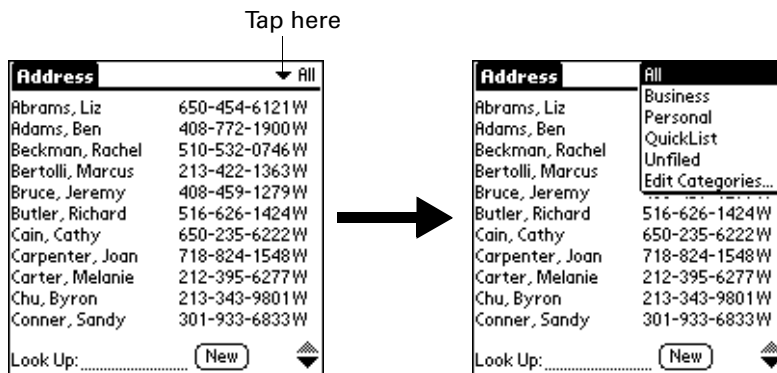 Tap here
Address All
Abrams, Liz 650-454-6121W
Adams, Ben 408-772-1900W
Beckman, Rachel 510-532-0746W
Bertolli, Marcus 213-422-1363W
Bruce, Jeremy 408-459-1279W
Butler, Richard 516-626-1424W
Cain, Cathy 650-235-6222W
Carpenter, Joan 718-824-1548W
Carter, Melanie 212-395-6277W
Chu, Byron 213-343-9801W
Conner, Sandy 301-933-6833W
Look Up: New
Address All
Business
Personal
QuickList
Unfiled
Edit Categories...
Abrams, Liz
Adams, Ben
Beckman, Rachel
Bertolli, Marcus
Bruce, Jeremy
Butler, Richard 516-626-1424W
Cain, Cathy 650-235-6222W
Carpenter, Joan 718-824-1548W
Carter, Melanie 212-395-6277W
Chu, Byron 213-343-9801W
Conner, Sandy 301-933-6833W
Look Up: New